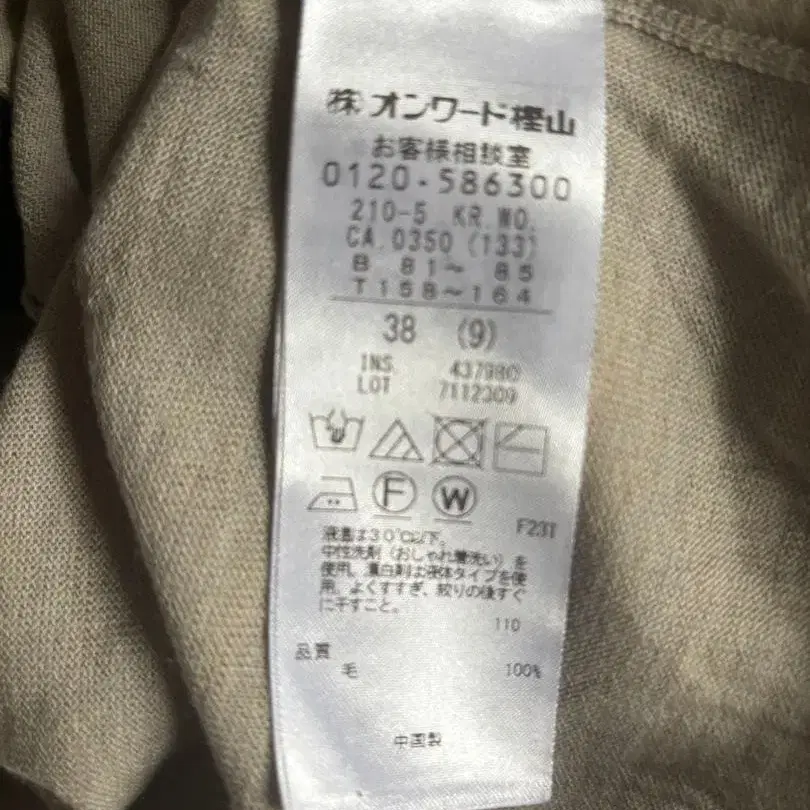 (株)オンワード樫山
お客様相談室
0120-586300
210-5 KR.WO.
CA.0350 (133)
B 81〜 85
T158〜164
38 (9)
INS. 437980
LOT 7112309
F231
液温は30℃以下。
中性洗剤(おしゃれ着洗い)を
使用。漂白剤は液体タイプを使
用。よくすすぎ、絞りの後すぐ
に干すこと。
110
品質
毛 100%
中国製
F
W